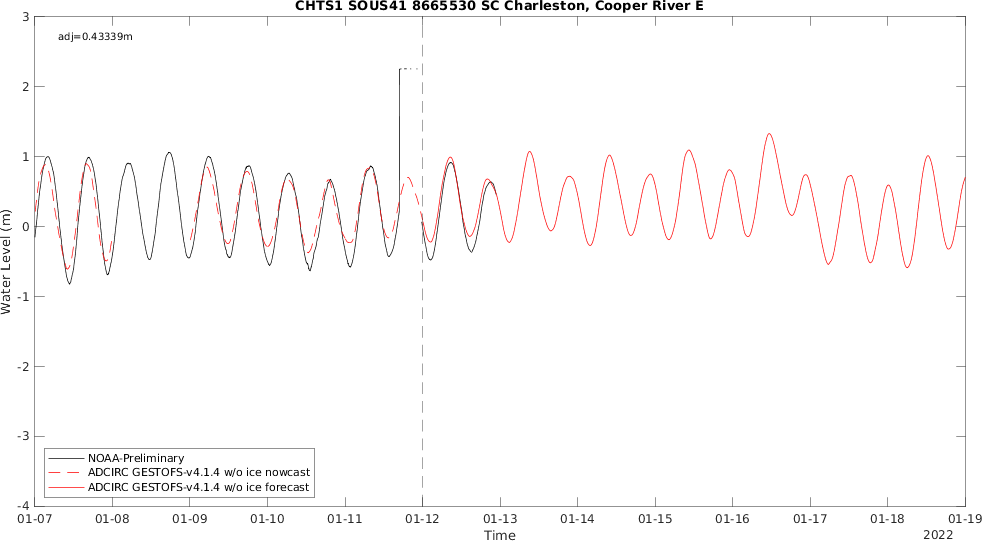 CHTS1 SOUS41 8665530 SC Charleston, Cooper River E
adj=0.43339m
3
2
1
0
-1
-2
-3
-4
Water Level (m)
NOAA-Preliminary
ADCIRC GESTOFS-v4.1.4 w/o ice nowcast
ADCIRC GESTOFS-v4.1.4 w/o ice forecast
01-07 01-08 01-09 01-10 01-11 01-12 01-13 01-14 01-15 01-16 01-17 01-18 01-19
Time
2022